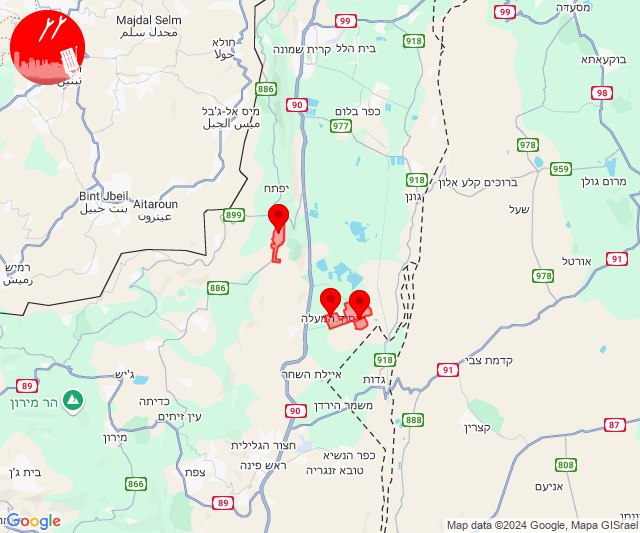 Majdal Selm
مجدل سلم
99
99
מסעדה
חולא
حولا
קרית שמונה
בית הלל
918
בוקעאתא
886
90
98
מיס אל-ג'בל
ميس الجبل
כפר בלום
977
978
959
918
ברוכים קלע אלון
מרום גולן
יפתח
גונן
Bint Jbeil
بنت جبيل
Aitaroun
عيترون
899
שעל
רמיש
رميش
אורטל
91
978
886
918
קדמת צבי
91
ג'יש
איילת השחר
גדות
89
הר מירון
כדיתה
עין זיתים
90
משמר הירדן
888
87
קצרין
מירון
חצור הגלילית
כפר הנשיא
טובא זנגריה
ראש פינה
צפת
בית ג'ן
866
89
808
אניעם
Google
Map data ©2024 Google, Mapa GISrael